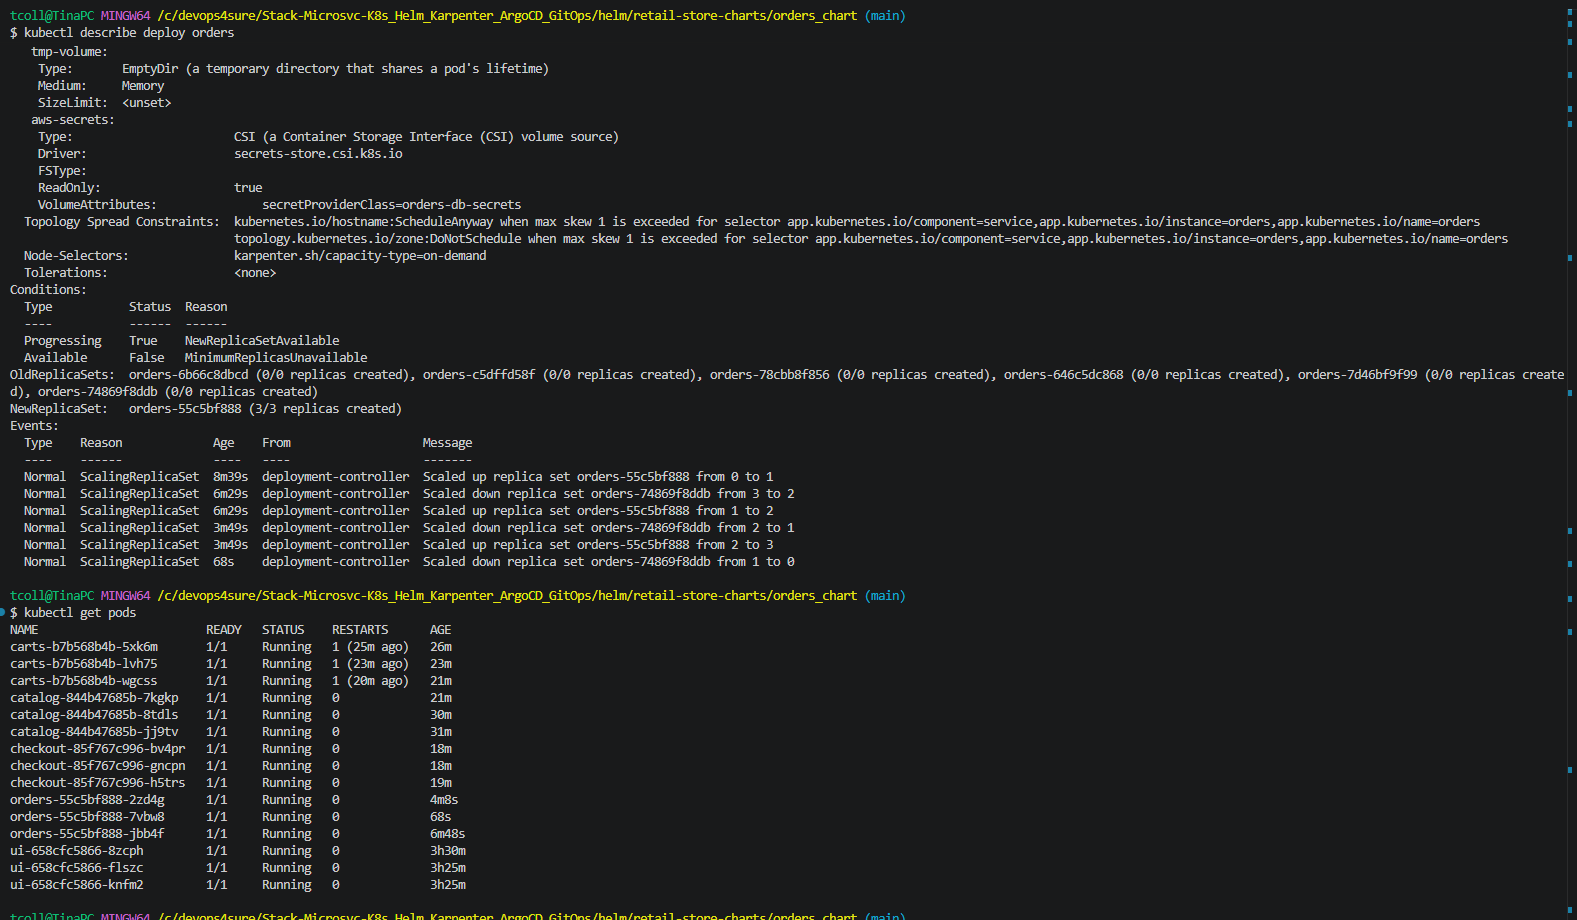 tcoll@TinaPC MINGW64 /c/devops4sure/Stack-Microsvc-K8s_Helm_Karpenter_ArgoCD_GitOps/helm/retail-store-charts/orders_chart (main)
$ kubectl describe deploy orders
   tmp-volume:
    Type:       EmptyDir (a temporary directory that shares a pod's lifetime)
    Medium:     Memory
    SizeLimit:  <unset>
   aws-secrets:
    Type:                       CSI (a Container Storage Interface (CSI) volume source)
    Driver:                     secrets-store.csi.k8s.io
    FSType:
    ReadOnly:                   true
    VolumeAttributes:               secretProviderClass=orders-db-secrets
  Topology Spread Constraints:  kubernetes.io/hostname:ScheduleAnyway when max skew 1 is exceeded for selector app.kubernetes.io/component=service,app.kubernetes.io/instance=orders,app.kubernetes.io/name=orders
                                topology.kubernetes.io/zone:DoNotSchedule when max skew 1 is exceeded for selector app.kubernetes.io/component=service,app.kubernetes.io/instance=orders,app.kubernetes.io/name=orders
  Node-Selectors:               karpenter.sh/capacity-type=on-demand
  Tolerations:                  <none>
Conditions:
  Type           Status  Reason
  ----           ------  ------
  Progressing    True    NewReplicaSetAvailable
  Available      False   MinimumReplicasUnavailable
OldReplicaSets:  orders-6b66c8dbcd (0/0 replicas created), orders-c5dffd58f (0/0 replicas created), orders-78cbb8f856 (0/0 replicas created), orders-646c5dc868 (0/0 replicas created), orders-7d46bf9f99 (0/0 replicas create
d), orders-74869f8ddb (0/0 replicas created)
NewReplicaSet:   orders-55c5bf888 (3/3 replicas created)
Events:
  Type    Reason             Age    From                   Message
  ----    ------             ----   ----                   -------
  Normal  ScalingReplicaSet  8m39s  deployment-controller  Scaled up replica set orders-55c5bf888 from 0 to 1
  Normal  ScalingReplicaSet  6m29s  deployment-controller  Scaled down replica set orders-74869f8ddb from 3 to 2
  Normal  ScalingReplicaSet  6m29s  deployment-controller  Scaled up replica set orders-55c5bf888 from 1 to 2
  Normal  ScalingReplicaSet  3m49s  deployment-controller  Scaled down replica set orders-74869f8ddb from 2 to 1
  Normal  ScalingReplicaSet  3m49s  deployment-controller  Scaled up replica set orders-55c5bf888 from 2 to 3
  Normal  ScalingReplicaSet  68s    deployment-controller  Scaled down replica set orders-74869f8ddb from 1 to 0
tcoll@TinaPC MINGW64 /c/devops4sure/Stack-Microsvc-K8s_Helm_Karpenter_ArgoCD_GitOps/helm/retail-store-charts/orders_chart (main)
$ kubectl get pods
NAME                        READY   STATUS    RESTARTS      AGE
carts-b7b568b4b-5xk6m       1/1     Running   1 (25m ago)   26m
carts-b7b568b4b-lvh75       1/1     Running   1 (23m ago)   23m
carts-b7b568b4b-wgcss       1/1     Running   1 (20m ago)   21m
catalog-844b47685b-7kgkp    1/1     Running   0             21m
catalog-844b47685b-8tdls    1/1     Running   0             30m
catalog-844b47685b-jj9tv    1/1     Running   0             31m
checkout-85f767c996-bv4pr   1/1     Running   0             18m
checkout-85f767c996-gncpn   1/1     Running   0             18m
checkout-85f767c996-h5trs   1/1     Running   0             19m
orders-55c5bf888-2zd4g      1/1     Running   0             4m8s
orders-55c5bf888-7vbw8      1/1     Running   0             68s
orders-55c5bf888-jbb4f      1/1     Running   0             6m48s
ui-658cfc5866-8zcph         1/1     Running   0             3h30m
ui-658cfc5866-flszc         1/1     Running   0             3h25m
ui-658cfc5866-knfm2         1/1     Running   0             3h25m
tcoll@TinaPC MINGW64 /c/devops4sure/Stack-Microsvc-K8s_Helm_Karpenter_ArgoCD_GitOps/helm/retail-store-charts/orders_chart (main)